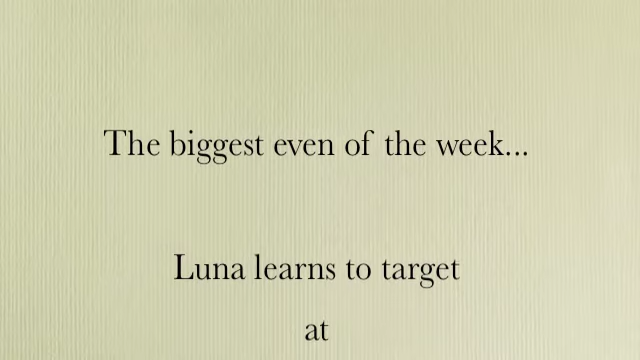 The biggest even of the week...
Luna learns to target
at